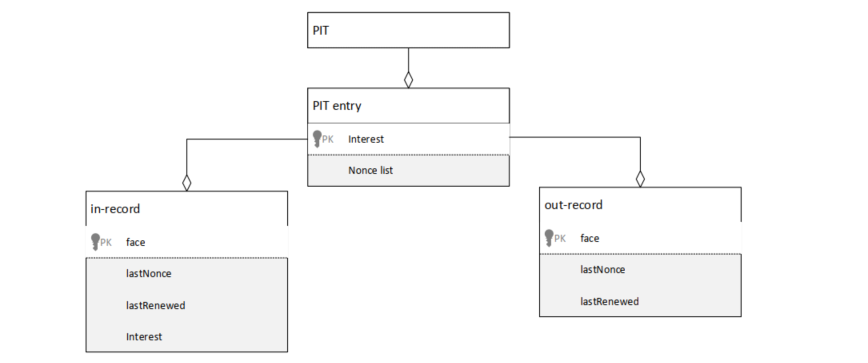 PIT
PIT entry
PK Interest
Nonce list
in-record
PK face
lastNonce
lastRenewed
Interest
out-record
PK face
lastNonce
lastRenewed